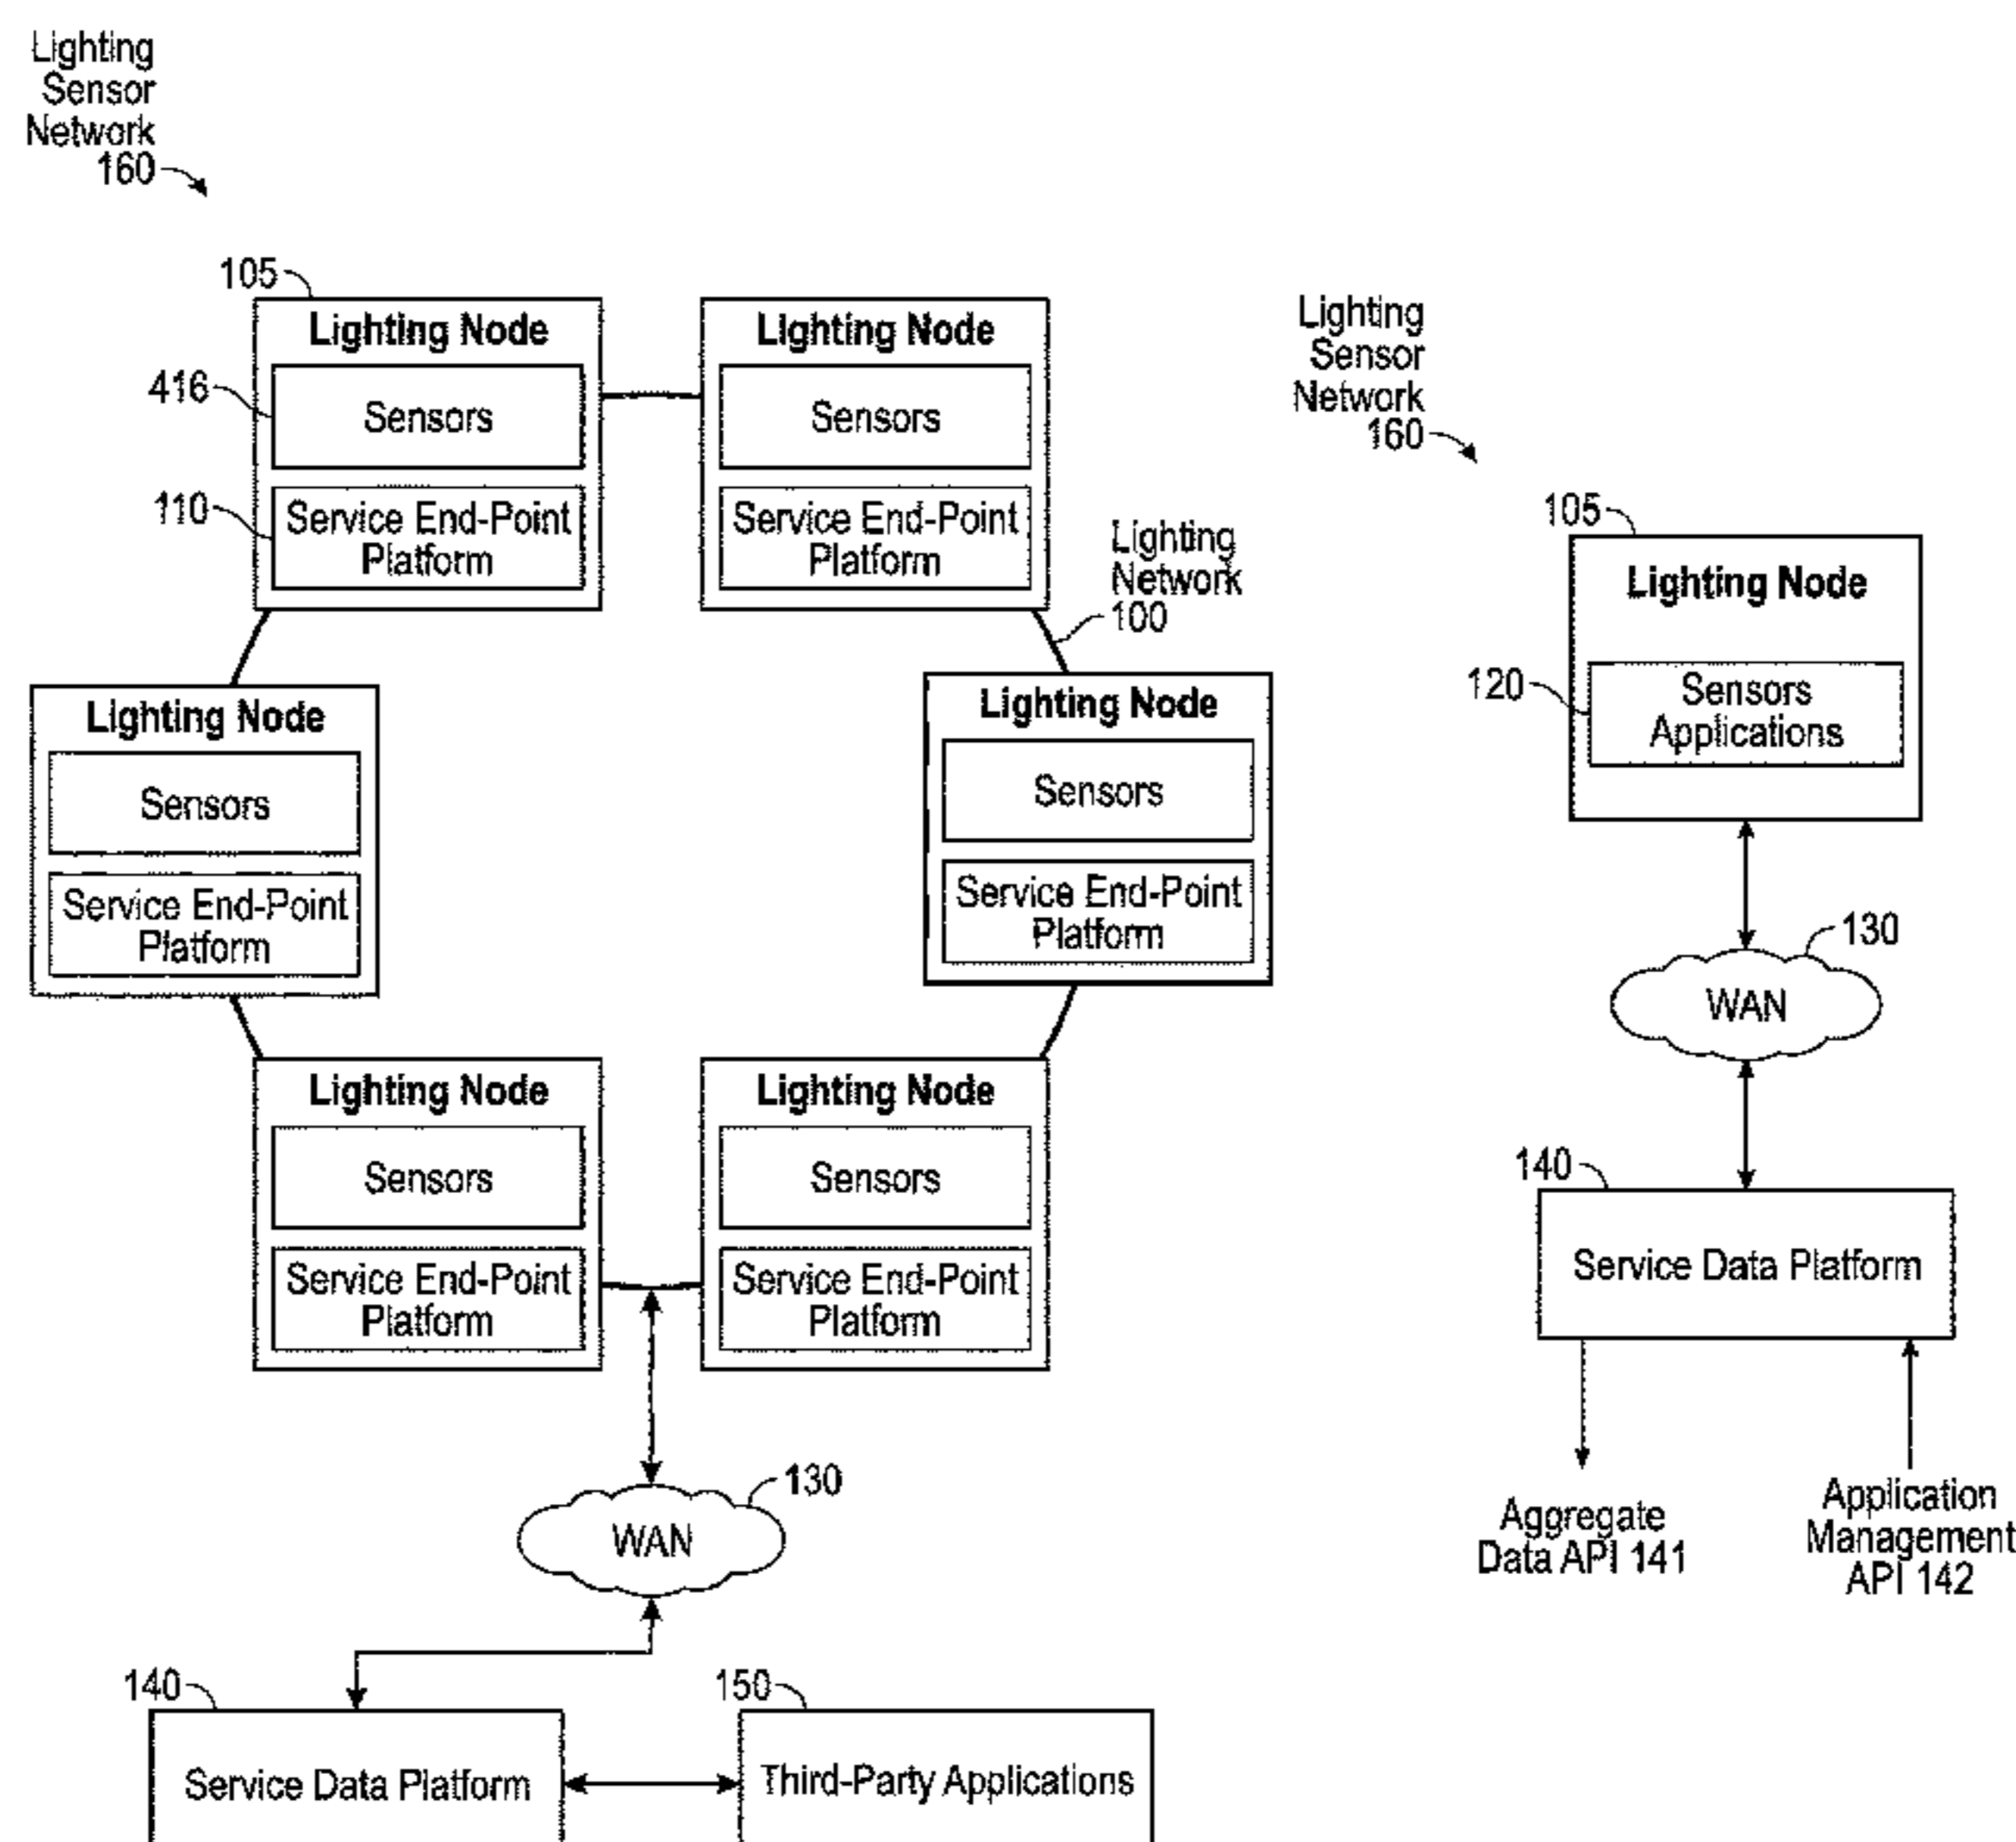 Lighting
Sensor
Network
160
105
Lighting Node
416
Sensors
110
Service End-Point
Platform
Lighting Node
Sensors
Service End-Point
Platform
Lighting
Network
100
Lighting Node
Sensors
Service End-Point
Platform
Lighting Node
Sensors
Service End-Point
Platform
Lighting Node
Sensors
Service End-Point
Platform
Lighting Node
Sensors
Service End-Point
Platform
130
WAN
140
Service Data Platform
150
Third-Party Applications
Lighting
Sensor
Network
160
105
Lighting Node
120
Sensors
Applications
130
WAN
140
Service Data Platform
Aggregate
Data API 141
Application
Management
API 142